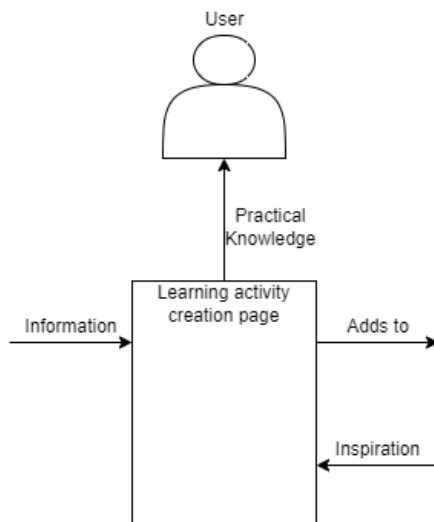 User
Practical
Knowledge
Learning activity
creation page
Information
Adds to
Inspiration